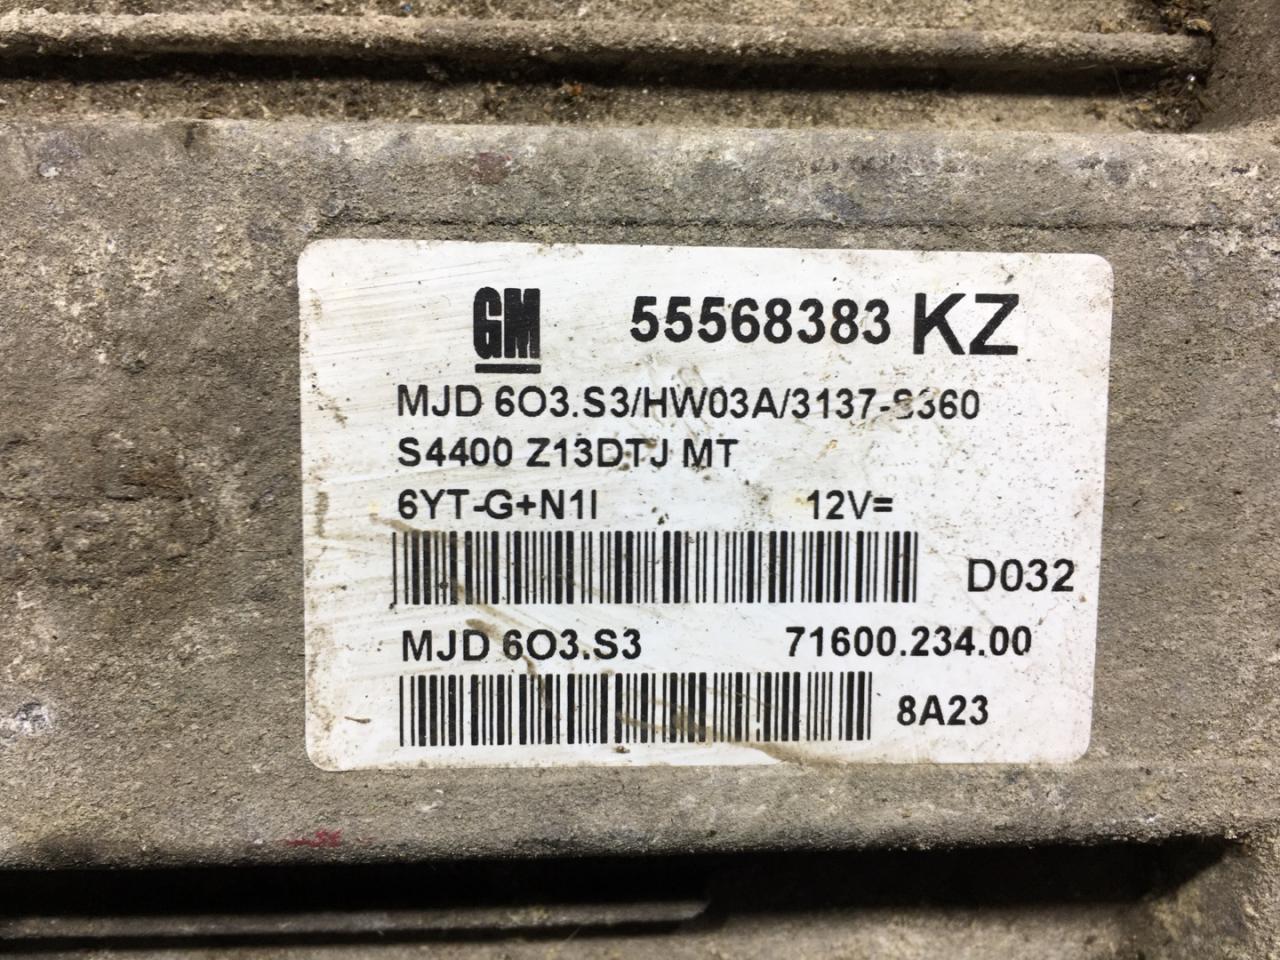 GM 55568383 KZ
MJD 6O3.S3/HW03A/3137-S360
S4400 Z13DTJ MT
6YT-G+N1I 12V=
D032
MJD 6O3.S3 71600.234.00
8A23